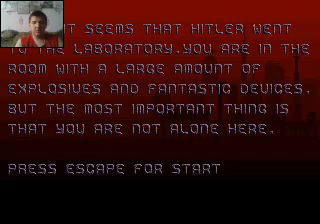 IT SEEMS THAT HITLER WENT
TO THE LABORATORY.YOU ARE IN THE
ROOM WITH A LARGE AMOUNT OF
EXPLOSIVES AND FANTASTIC DEVICES.
BUT THE MOST IMPORTANT THING IS
THAT YOU ARE NOT ALONE HERE.
PRESS ESCAPE FOR START